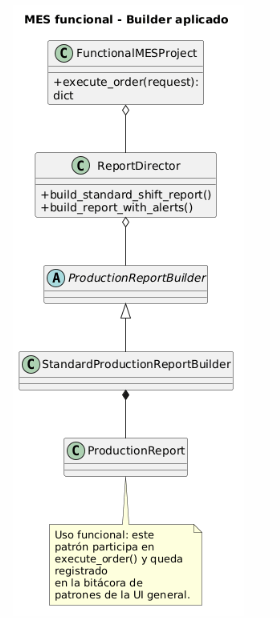 MES funcional - Builder aplicado
C FunctionalMESProject
+execute_order(request):
dict
C ReportDirector
+build_standard_shift_report()
+build_report_with_alerts()
A ProductionReportBuilder
C StandardProductionReportBuilder
C ProductionReport
Uso funcional: este
patrón participa en
execute_order() y queda
registrado
en la bitácora de
patrones de la UI general.